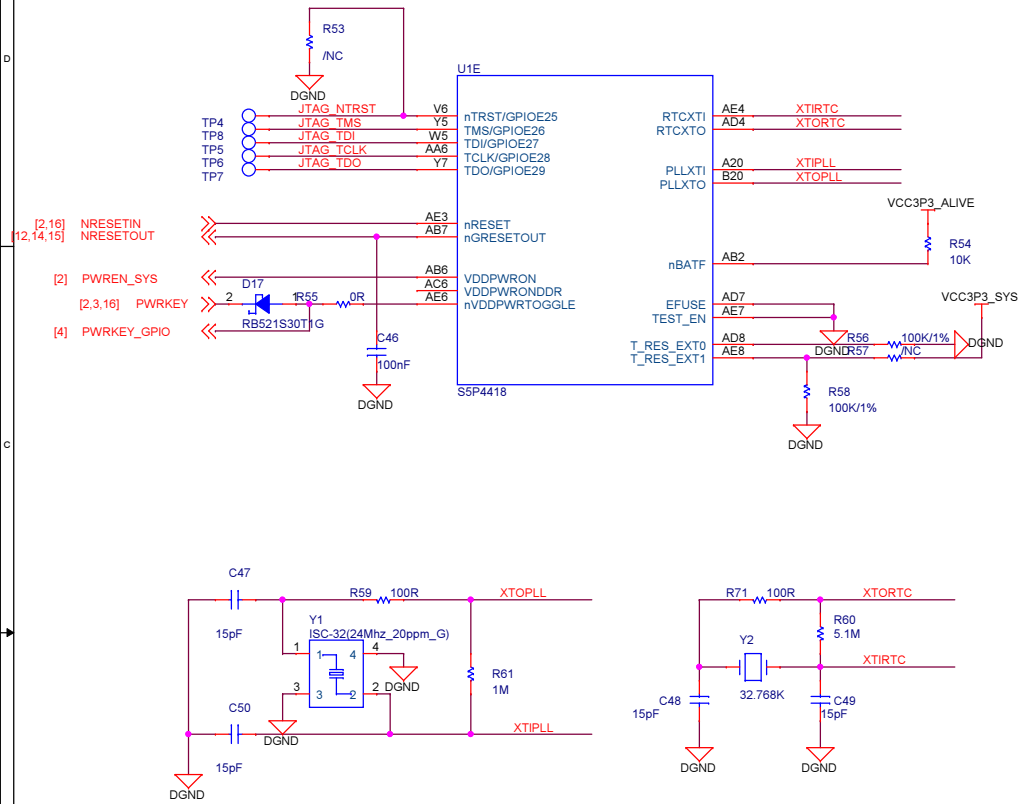 D
R53
/NC
DGND
U1E
TP4 JTAG_NTRST V6 nTRST/GPIOE25
TP8 JTAG_TMS Y5 TMS/GPIOE26
TP5 JTAG_TDI W5 TDI/GPIOE27
TP6 JTAG_TCLK AA6 TCLK/GPIOE28
TP7 JTAG_TDO Y7 TDO/GPIOE29
RTCXTI AE4 XTIRTC
RTCXTO AD4 XTORTC
PLLXTI A20 XTIPLL
PLLXTO B20 XTOPLL
VCC3P3_ALIVE
[2,16] NRESETIN AE3 nRESET
[12,14,15] NRESETOUT AB7 nGRESETOUT
R54
10K
nBATF AB2
[2] PWREN_SYS AB6 VDDPWRON
AC6 VDDPWRONDDR
D17
[2,3,16] PWRKEY 2 1 R55 0R AE6 nVDDPWRTOGGLE
RB521S30T1G
[4] PWRKEY_GPIO
EFUSE AD7
TEST_EN AE7
VCC3P3_SYS
DGND
T_RES_EXT0 AD8 R56 100K/1% DGND
T_RES_EXT1 AE8 R57 /NC
C46
100nF
DGND
S5P4418
R58
100K/1%
DGND
C
C47
15pF
R59 100R XTOPLL
Y1
ISC-32(24Mhz_20ppm_G)
1 1 4 4
3 3 2 2
DGND
DGND
R61
1M
C50
15pF
XTIPLL
DGND
R71 100R XTORTC
R60
5.1M
Y2
32.768K
XTIRTC
C48
15pF
C49
15pF
DGND
DGND